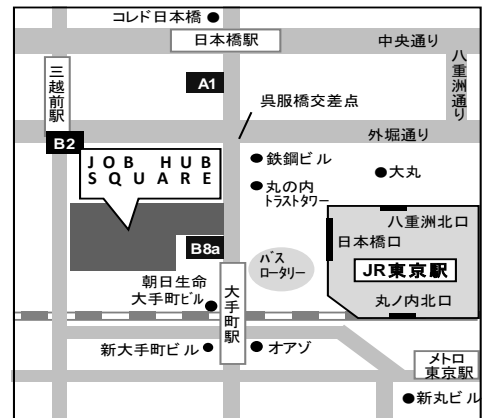 コレド日本橋
日本橋駅
中央通り
八重洲通り
三越前駅
A1
呉服橋交差点
外堀通り
B2
JOB HUB
SQUARE
鉄鋼ビル
丸の内
トラストタワー
大丸
八重洲北口
日本橋口
JR東京駅
丸ノ内北口
バス
ロータリー
B8a
朝日生命
大手町ビル
大手町駅
新大手町ビル
オアゾ
メトロ
東京駅
新丸ビル